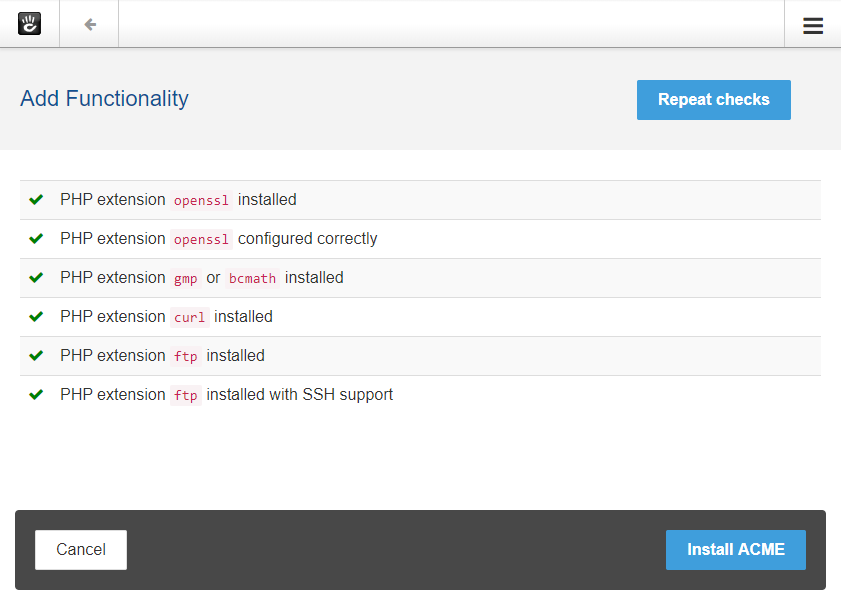 Add Functionality
Repeat checks
PHP extension openssl installed
PHP extension openssl configured correctly
PHP extension gmp or bcmath installed
PHP extension curl installed
PHP extension ftp installed
PHP extension ftp installed with SSH support
Cancel
Install ACME